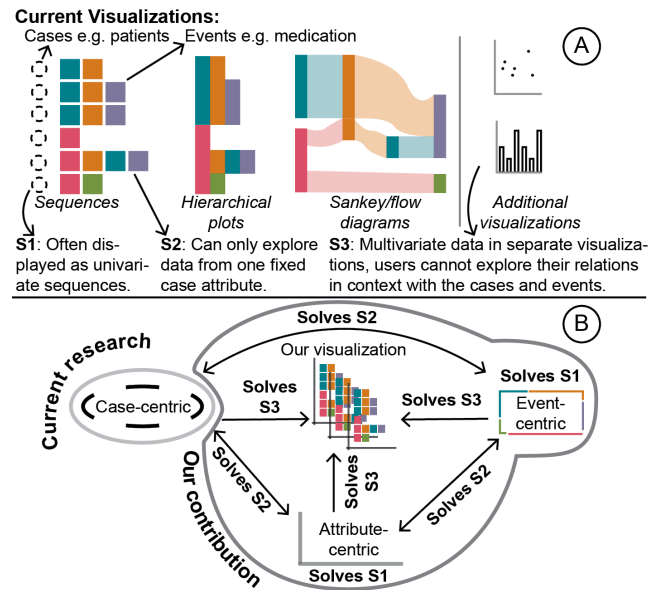 Current Visualizations:
Cases e.g. patients Events e.g. medication
A
Sequences
Hierarchical
plots
Sankey/flow
diagrams
Additional
visualizations
S1: Often dis-
played as univari-
ate sequences.
S2: Can only explore
data from one fixed
case attribute.
S3: Multivariate data in separate visualiza-
tions, users cannot explore their relations
in context with the cases and events.
B
Solves S2
Current research
Our visualization
Solves S1
Case-centric
Solves
S3
Solves S3
Event-
centric
Solves S2
Solves
S3
Solves S2
Our contribution
Attribute-
centric
Solves S1